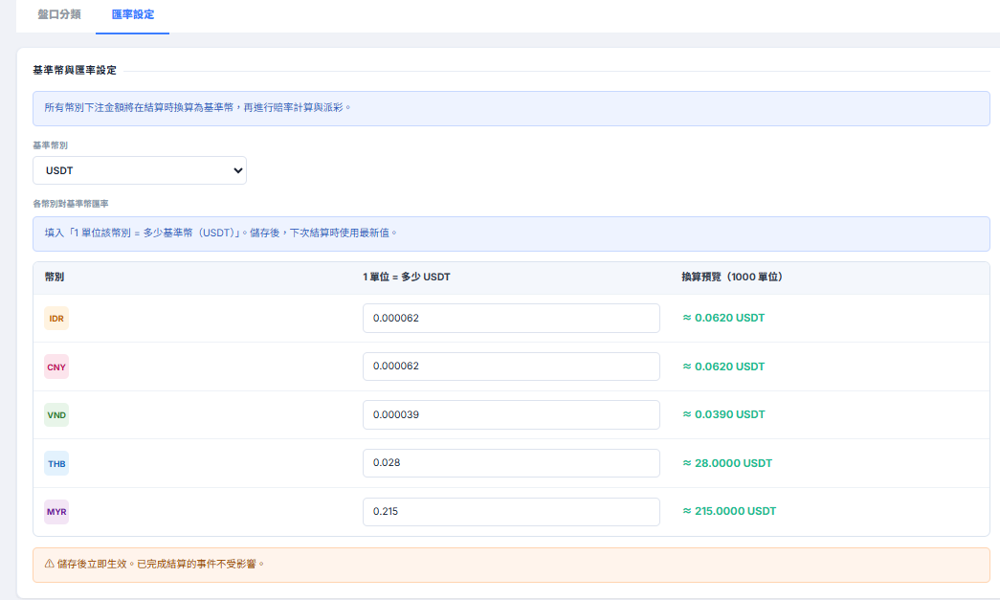 盤口分類 匯率設定
基準幣與匯率設定
所有幣別下注金額將在結算時換算為基準幣，再進行賠率計算與派彩。
基準幣別
USDT
各幣別對基準幣匯率
填入「1 單位該幣別 = 多少基準幣（USDT）」。儲存後，下次結算時使用最新值。
幣別 1 單位 = 多少 USDT 換算預覽（1000 單位）
IDR 0.000062 ≈ 0.0620 USDT
CNY 0.000062 ≈ 0.0620 USDT
VND 0.000039 ≈ 0.0390 USDT
THB 0.028 ≈ 28.0000 USDT
MYR 0.215 ≈ 215.0000 USDT
⚠ 儲存後立即生效。已完成結算的事件不受影響。